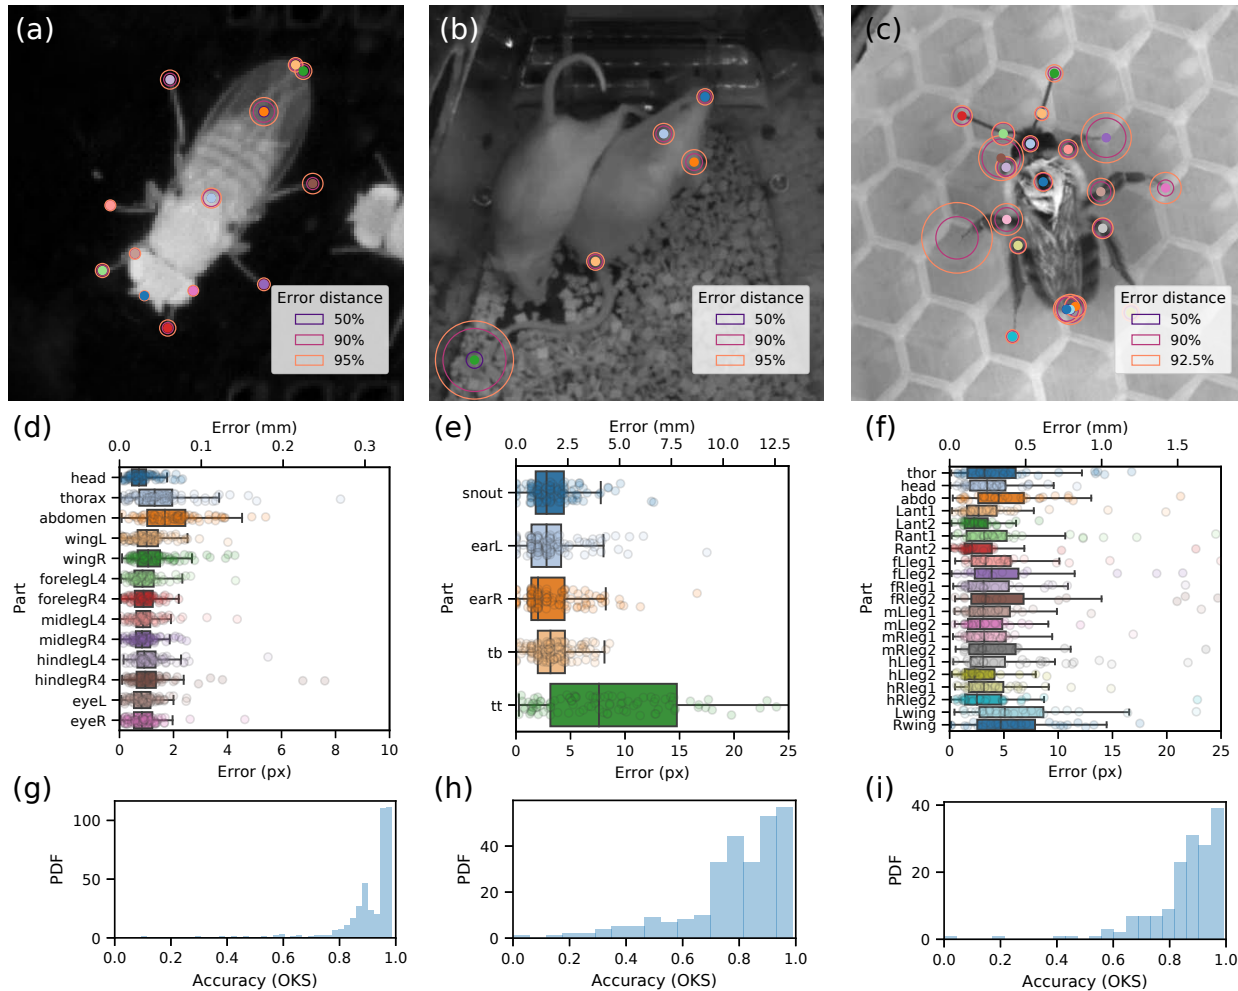 (a)
Error distance
50%
90%
95%
(b)
Error distance
50%
90%
95%
(c)
Error distance
50%
90%
92.5%
(d)
Error (mm)
0.0 0.1 0.2 0.3
Part
head
thorax
abdomen
wingL
wingR
forelegL4
forelegR4
midlegL4
midlegR4
hindlegL4
hindlegR4
eyeL
eyeR
0 2 4 6 8 10
Error (px)
(e)
Error (mm)
0.0 2.5 5.0 7.5 10.0 12.5
Part
snout
earL
earR
tb
tt
0 5 10 15 20 25
Error (px)
(f)
Error (mm)
0.0 0.5 1.0 1.5
Part
thor
head
abdo
Lant1
Lant2
Rant1
Rant2
fLleg1
fLleg2
fRleg1
fRleg2
mLleg1
mLleg2
mRleg1
mRleg2
hLleg1
hLleg2
hRleg1
hRleg2
Lwing
Rwing
0 5 10 15 20 25
Error (px)
(g)
PDF
100
50
0
0.0 0.2 0.4 0.6 0.8 1.0
Accuracy (OKS)
(h)
PDF
40
20
0
0.0 0.2 0.4 0.6 0.8 1.0
Accuracy (OKS)
(i)
PDF
40
20
0
0.0 0.2 0.4 0.6 0.8 1.0
Accuracy (OKS)